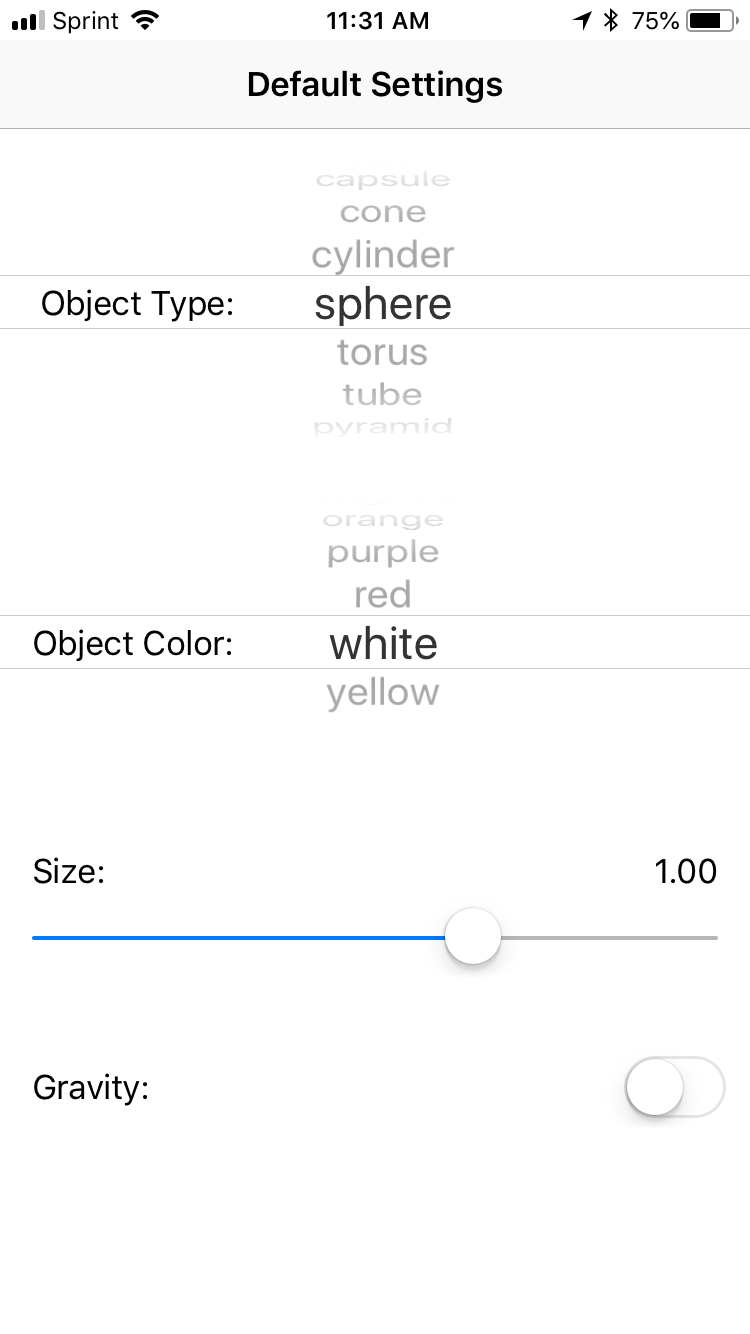 Sprint 11:31 AM 75%
Default Settings
capsule
cone
cylinder
Object Type: sphere
torus
tube
pyramid
orange
purple
red
Object Color: white
yellow
Size: 1.00
Gravity: